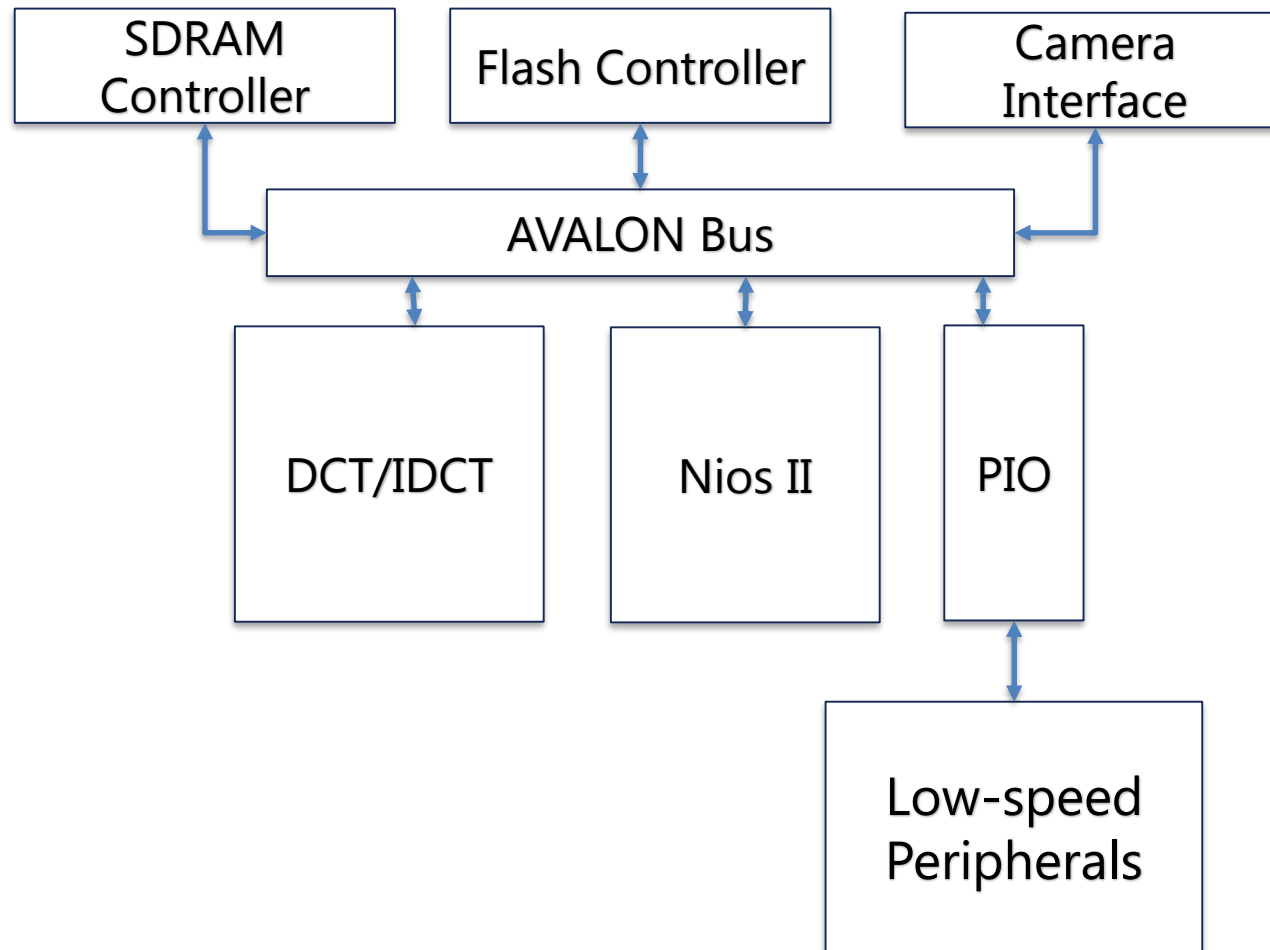 SDRAM
Controller
Flash Controller
Camera
Interface
AVALON Bus
DCT/IDCT
Nios II
PIO
Low-speed
Peripherals